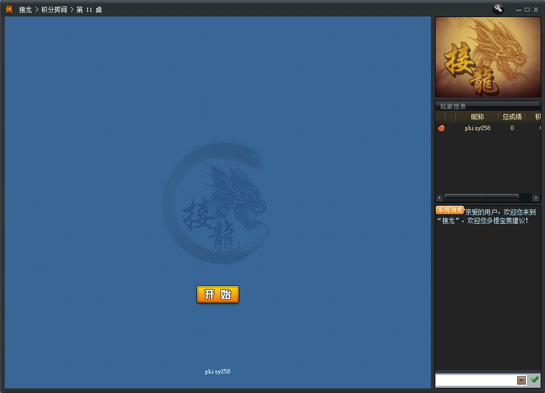 接龙 > 积分房间 > 第 11 桌
接龍
玩家信息
昵称 总成绩 积
phisy258 0
接龍
系统消息 亲爱的用户，欢迎您来到
“接龙”，欢迎您多提宝贵建议!
开 始
phisy258